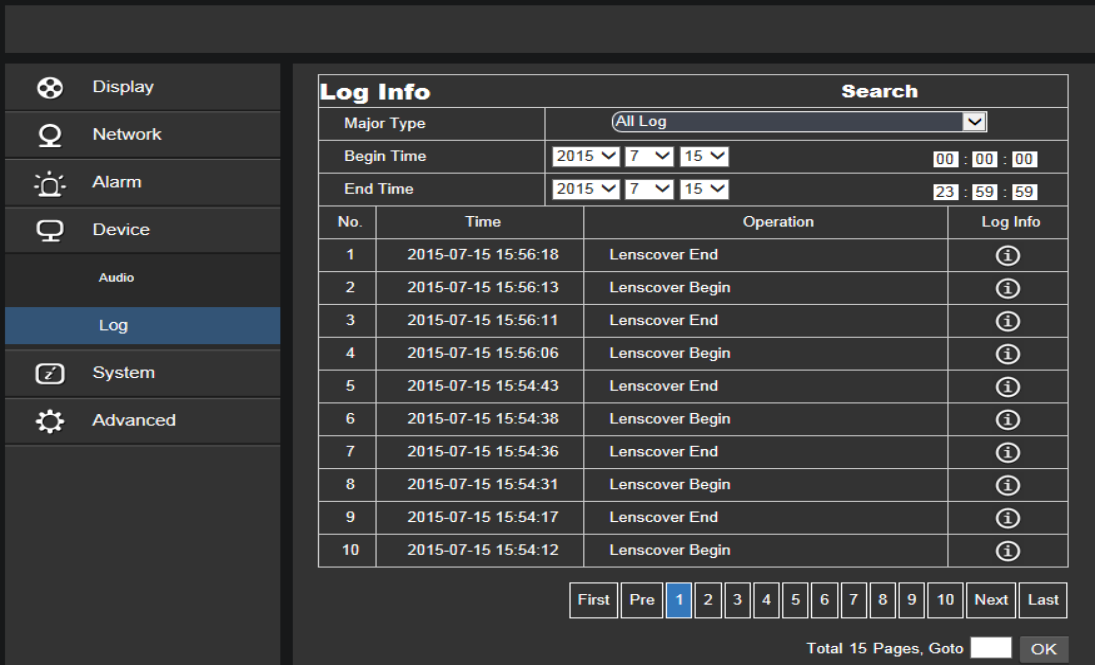 Display
Network
Alarm
Device
Audio
Log
System
Advanced
Log Info Search
Major Type All Log
Begin Time 2015 7 15 00 : 00 : 00
End Time 2015 7 15 23 : 59 : 59
No. Time Operation Log Info
1 2015-07-15 15:56:18 Lenscover End
2 2015-07-15 15:56:13 Lenscover Begin
3 2015-07-15 15:56:11 Lenscover End
4 2015-07-15 15:56:06 Lenscover Begin
5 2015-07-15 15:54:43 Lenscover End
6 2015-07-15 15:54:38 Lenscover Begin
7 2015-07-15 15:54:36 Lenscover End
8 2015-07-15 15:54:31 Lenscover Begin
9 2015-07-15 15:54:17 Lenscover End
10 2015-07-15 15:54:12 Lenscover Begin
First Pre 1 2 3 4 5 6 7 8 9 10 Next Last
Total 15 Pages, Goto OK